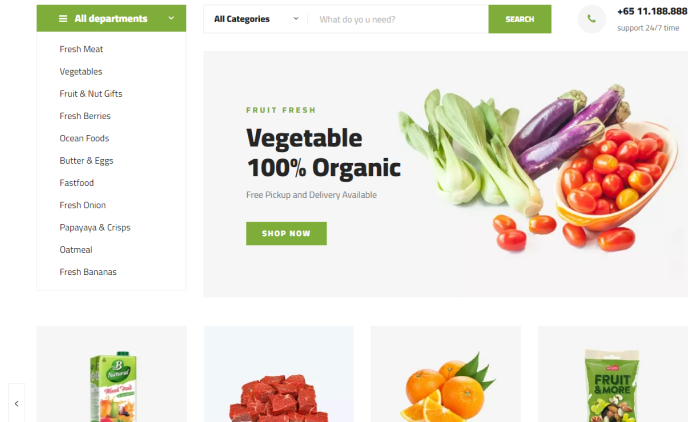 All departments
Fresh Meat
Vegetables
Fruit & Nut Gifts
Fresh Berries
Ocean Foods
Butter & Eggs
Fastfood
Fresh Onion
Papayaya & Crisps
Oatmeal
Fresh Bananas
All Categories
What do yo u need?
SEARCH
+65 11.188.888
support 24/7 time
FRUIT FRESH
Vegetable
100% Organic
Free Pickup and Delivery Available
SHOP NOW
B
Natural
Mixed Fruit
FRUIT
& MORE